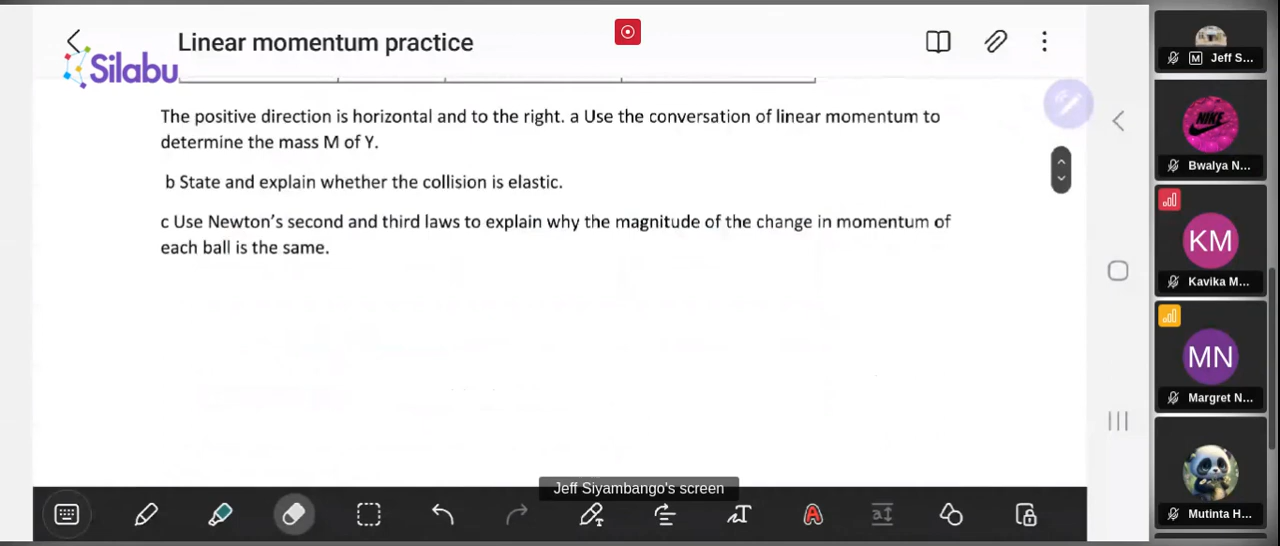 Linear momentum practice
Silabu
The positive direction is horizontal and to the right. a Use the conversation of linear momentum to
determine the mass M of Y.
b State and explain whether the collision is elastic.
c Use Newton's second and third laws to explain why the magnitude of the change in momentum of
each ball is the same.
Jeff Siyambango's screen
M Jeff S...
NIKE
Bwalya N...
KM
Kavika M...
MN
Margret N...
Mutinta H...